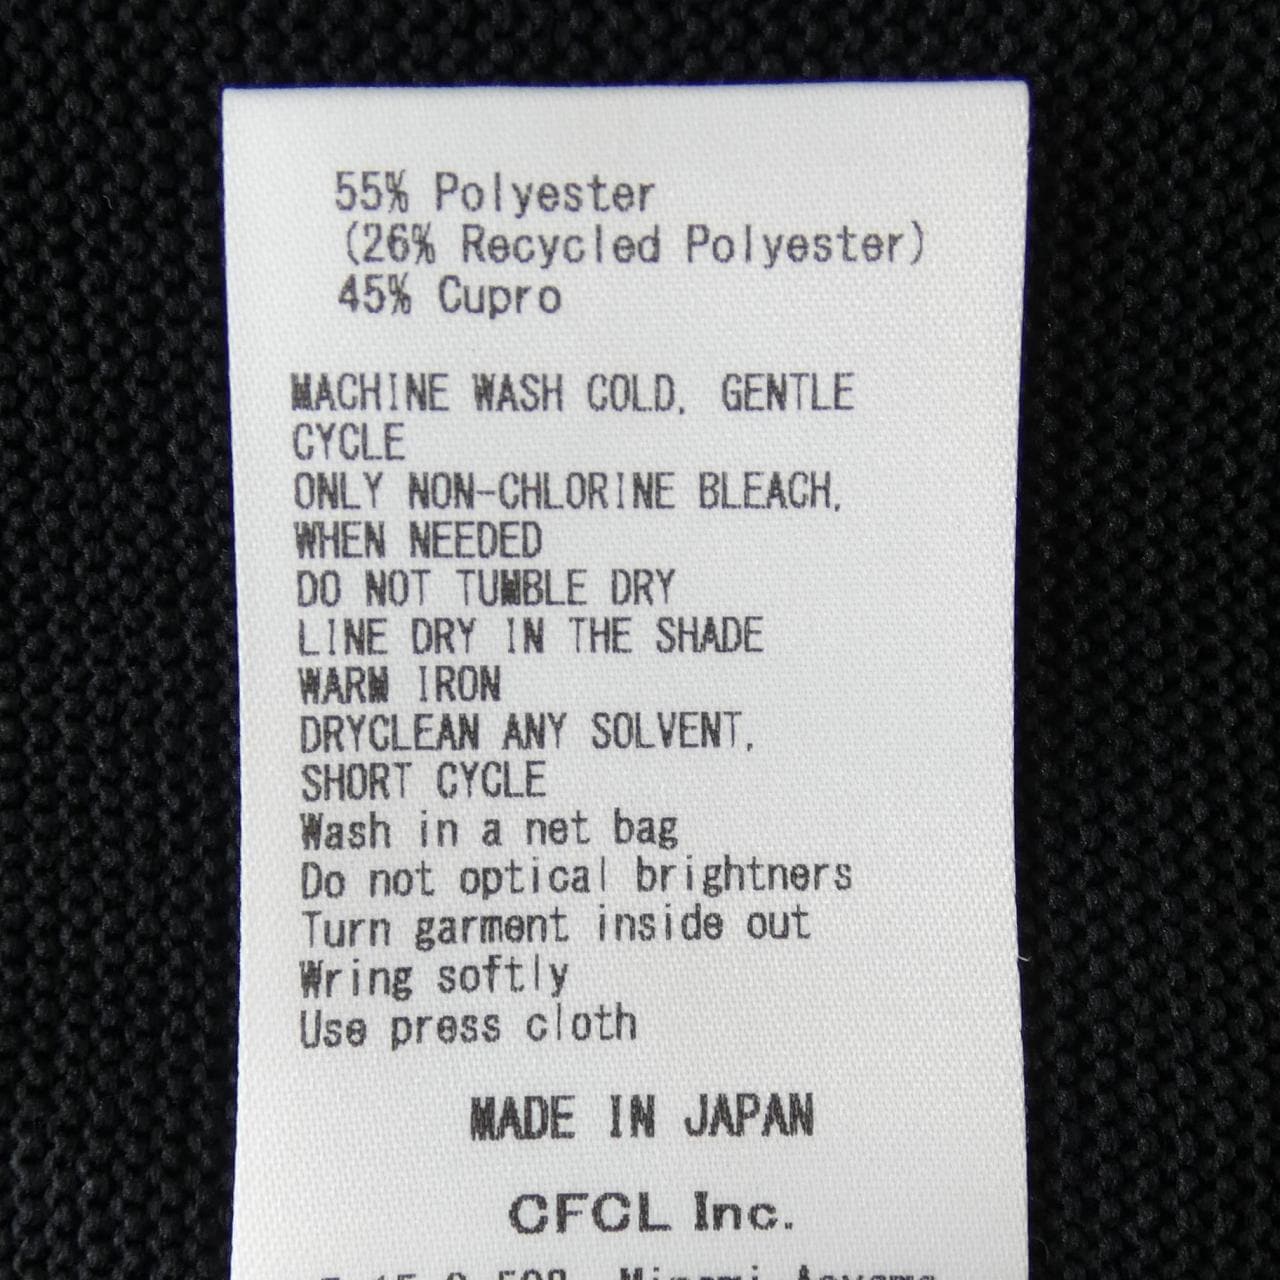 55% Polyester
(26% Recycled Polyester)
45% Cupro
MACHINE WASH COLD, GENTLE
CYCLE
ONLY NON-CHLORINE BLEACH,
WHEN NEEDED
DO NOT TUMBLE DRY
LINE DRY IN THE SHADE
WARM IRON
DRYCLEAN ANY SOLVENT,
SHORT CYCLE
Wash in a net bag
Do not optical brightners
Turn garment inside out
Wring softly
Use press cloth
MADE IN JAPAN
CFCL Inc.
Minami Aoyama